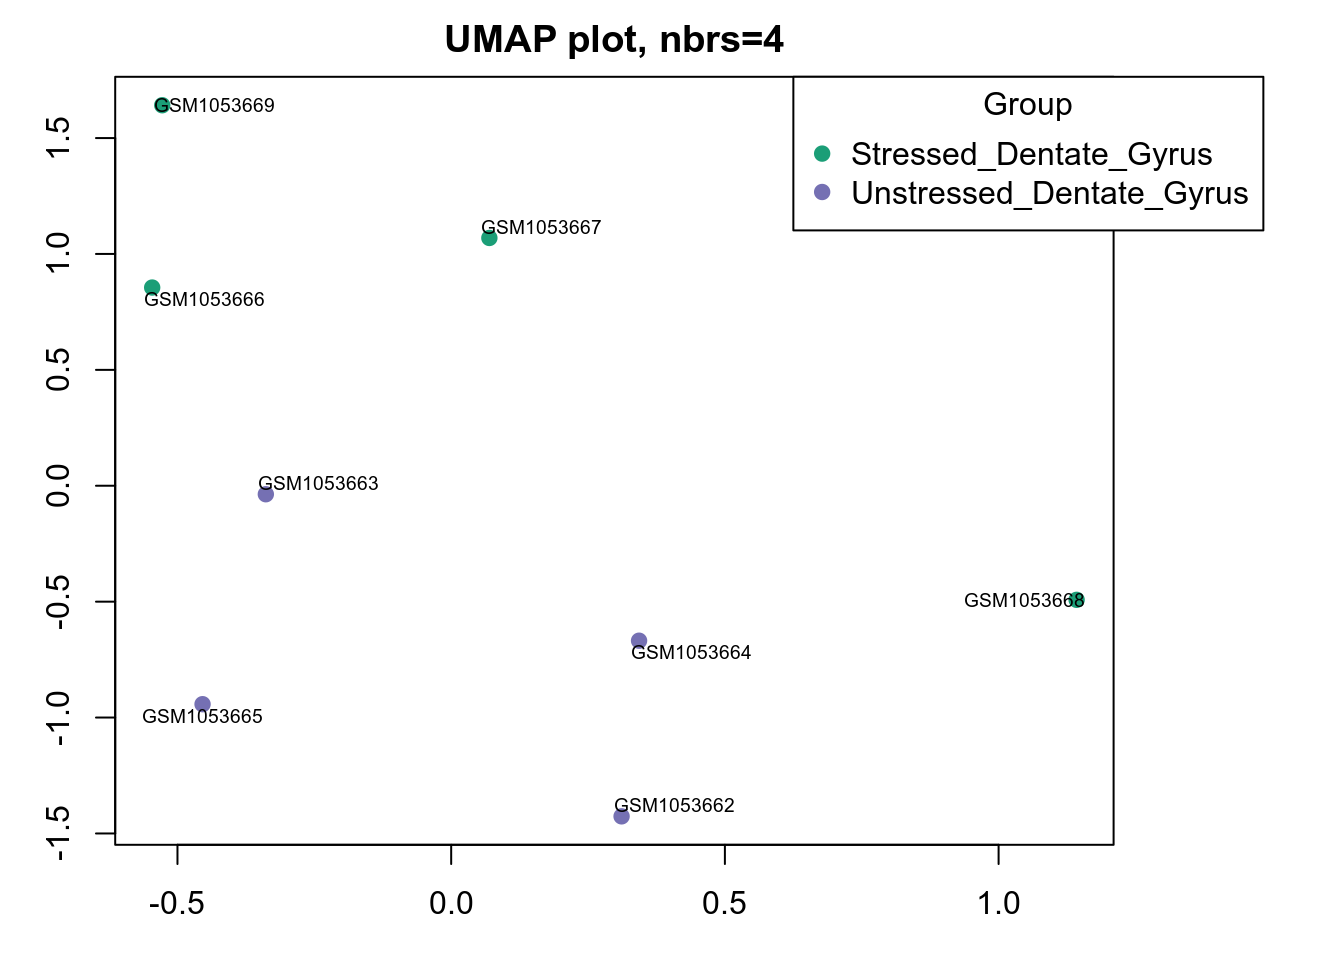 UMAP plot, nbrs=4
Group
Stressed_Dentate_Gyrus
Unstressed_Dentate_Gyrus
GSM1053669
GSM1053667
GSM1053666
GSM1053663
GSM1053668
GSM1053664
GSM1053665
GSM1053662
1.5
1.0
0.5
0.0
-0.5
-1.0
-1.5
-0.5
0.0
0.5
1.0